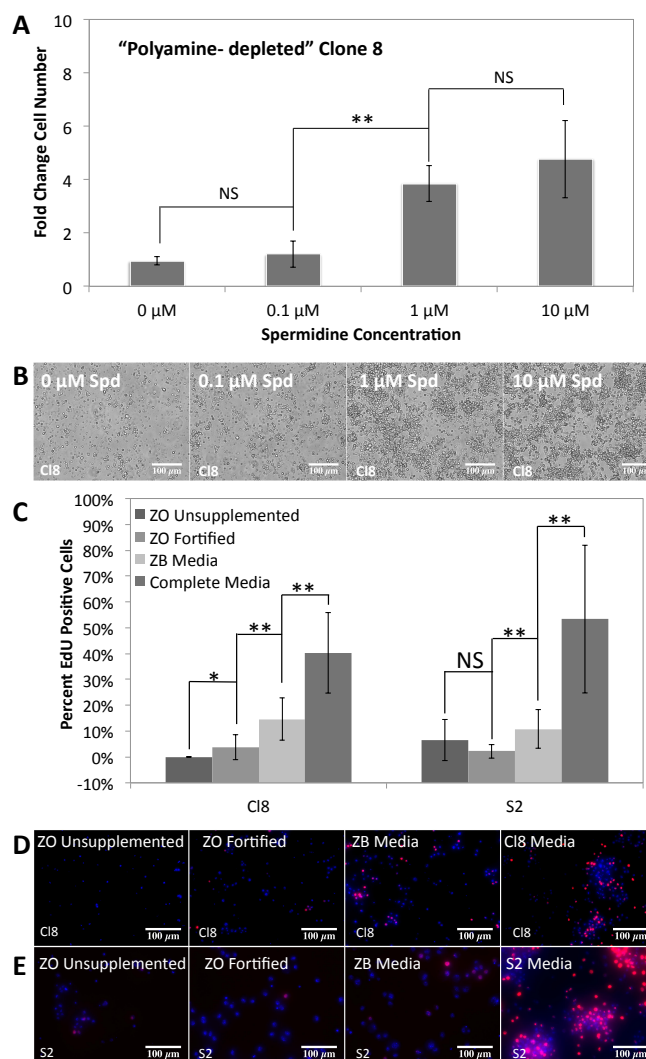 A
"Polyamine- depleted" Clone 8
Fold Change Cell Number
10
8
6
4
2
0
NS
**
NS
0 µM
0.1 µM
1 µM
10 µM
Spermidine Concentration
B
0 µM Spd
0.1 µM Spd
1 µM Spd
10 µM Spd
Cl8
100 µm
Cl8
100 µm
Cl8
100 µm
Cl8
100 µm
C
Percent EdU Positive Cells
100%
90%
80%
70%
60%
50%
40%
30%
20%
10%
0%
-10%
ZO Unsupplemented
ZO Fortified
ZB Media
Complete Media
*
**
**
NS
**
**
Cl8
S2
D
ZO Unsupplemented
ZO Fortified
ZB Media
Cl8 Media
Cl8
100 µm
Cl8
100 µm
Cl8
100 µm
Cl8
100 µm
E
ZO Unsupplemented
ZO Fortified
ZB Media
S2 Media
S2
100 µm
S2
100 µm
S2
100 µm
S2
100 µm